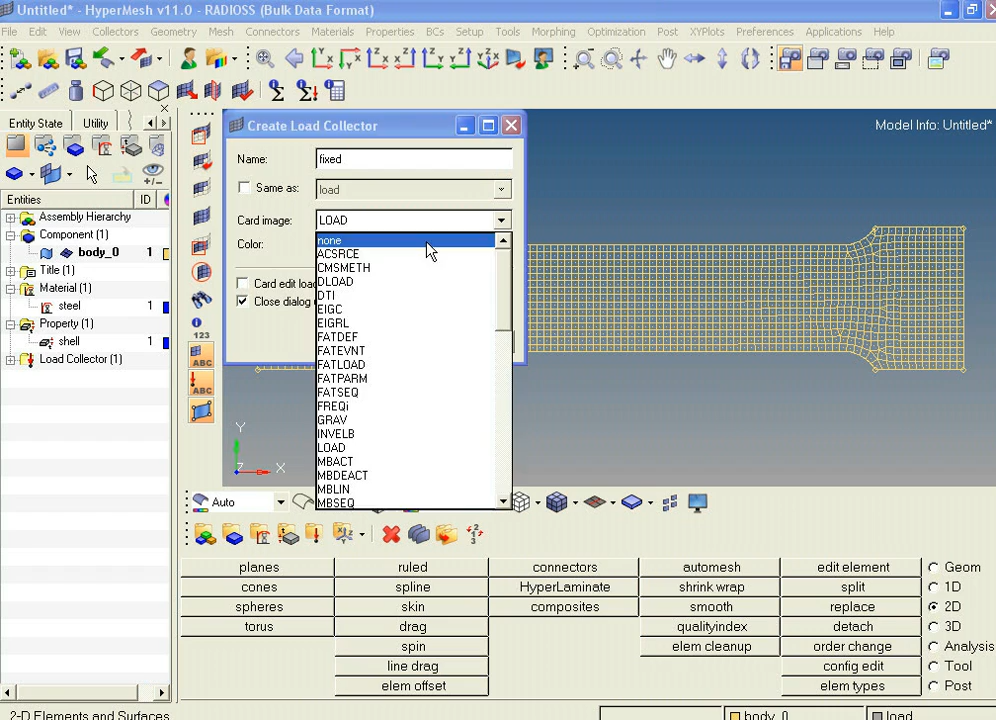 Untitled* - HyperMesh v11.0 - RADIOSS (Bulk Data Format)
File Edit View Collectors Geometry Mesh Connectors Materials Properties BCs Setup Tools Morphing Optimization Post XYPlots Preferences Applications Help
Entity State Utility
Create Load Collector
Model Info: Untitled*
Name: fixed
Same as: load
Card image: LOAD
Color:
Card edit loa
Close dialog
none
ACSRCE
CMSMETH
DLOAD
DTI
EIGC
EIGRL
FATDEF
FATEVNT
FATLOAD
FATPARM
FATSEQ
FREQi
GRAV
INVELB
LOAD
MBACT
MBDEACT
MBLIN
MBSEQ
Entities ID
Assembly Hierarchy
Component (1)
body_0 1
Title (1)
Material (1)
steel 1
Property (1)
shell 1
Load Collector (1)
123
ABC
ABC
Y
Z X
Auto
planes ruled connectors automesh edit element Geom
cones spline HyperLaminate shrink wrap split 1D
spheres skin composites smooth replace 2D
torus drag qualityindex detach 3D
spin elem cleanup order change Analysis
line drag config edit Tool
elem offset elem types Post
2-D Elements and Surfaces body_0 load